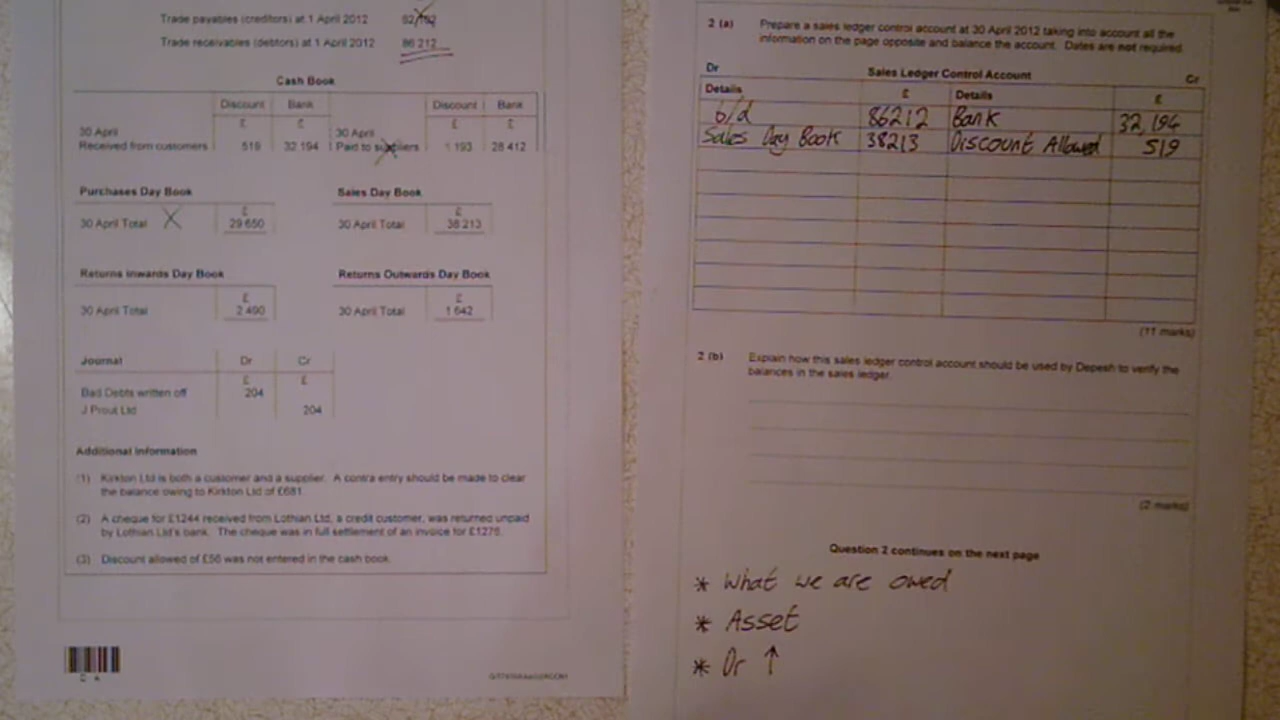 Trade payables (creditors) at 1 April 2012
Trade receivables (debtors) at 1 April 2012 86 212
Cash Book
Discount Bank Discount Bank
£ £ £ £
30 April 30 April
Received from customers 519 32 194 Paid to suppliers 1 193 28 412
Purchases Day Book Sales Day Book
£ £
30 April Total 29 650 30 April Total 38 213
Returns Inwards Day Book Returns Outwards Day Book
£ £
30 April Total 2 490 30 April Total 1 642
Journal Dr Cr
£ £
Bad Debts written off 204
J Prout Ltd 204
Additional information
(1) Kirkton Ltd is both a customer and a supplier. A contra entry should be made to clear
the balance owing to Kirkton Ltd of £681.
(2) A cheque for £1244 received from Lothian Ltd, a credit customer, was returned unpaid
by Lothian Ltd's bank. The cheque was in full settlement of an invoice for £1276.
(3) Discount allowed of £56 was not entered in the cash book.
2 (a) Prepare a sales ledger control account at 30 April 2012 taking into account all the
information on the page opposite and balance the account. Dates are not required.
Dr Sales Ledger Control Account Cr
Details £ Details £
b/d 86212 Bank 32,194
Sales Day Book 38213 Discount Allowed 519
(11 marks)
2 (b) Explain how this sales ledger control account should be used by Depesh to verify the
balances in the sales ledger.
(2 marks)
Question 2 continues on the next page
* What we are owed
* Asset
* Dr ↑